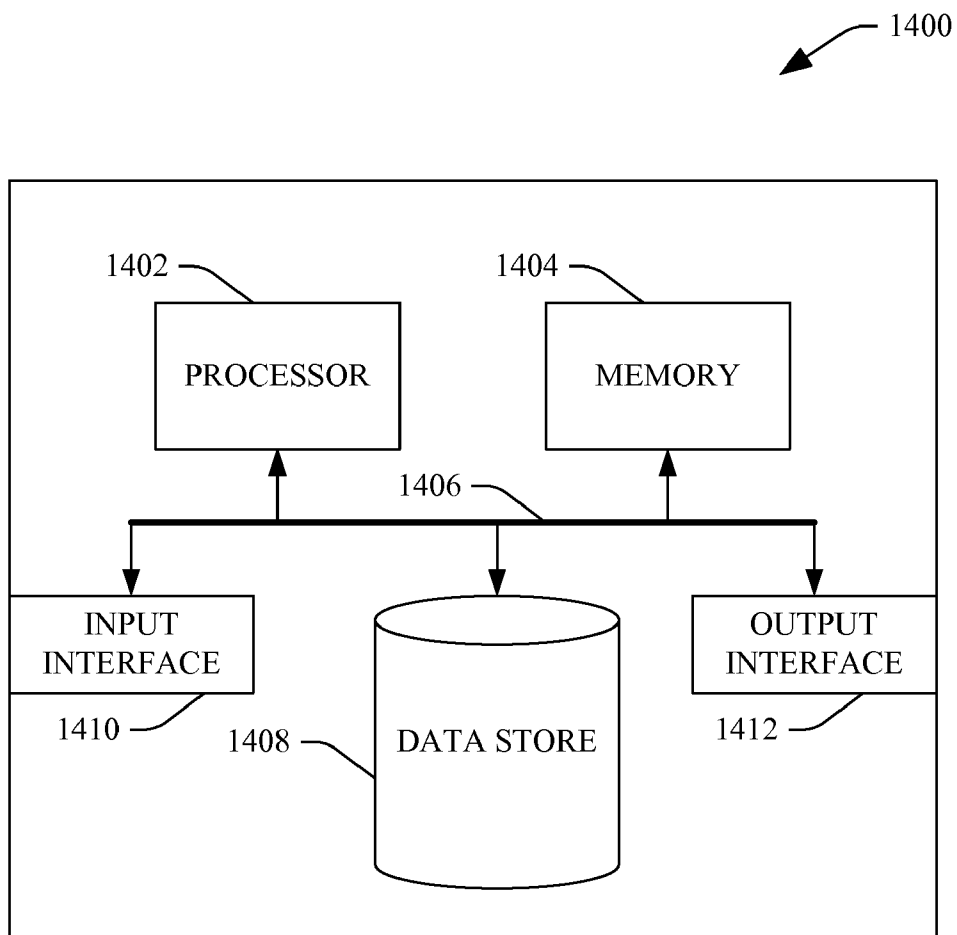 1400
1402
1404
PROCESSOR
MEMORY
1406
INPUT
INTERFACE
OUTPUT
INTERFACE
1410
1408
DATA STORE
1412